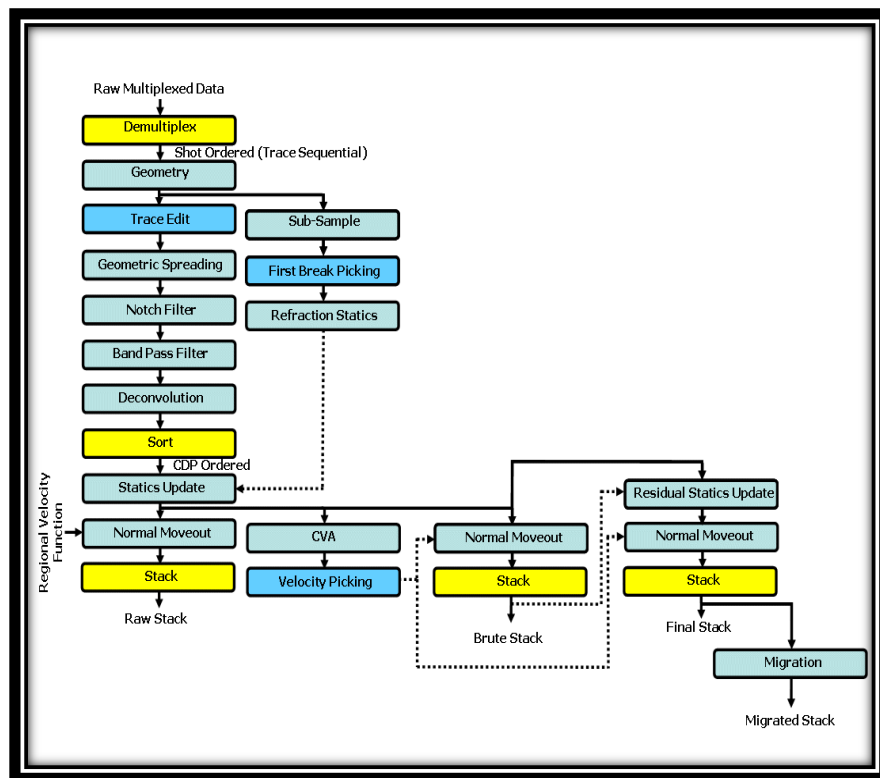 Raw Multiplexed Data
Demultiplex
Shot Ordered (Trace Sequential)
Geometry
Trace Edit
Sub-Sample
Geometric Spreading
First Break Picking
Notch Filter
Refraction Statics
Band Pass Filter
Deconvolution
Sort
CDP Ordered
Statics Update
Residual Statics Update
Regional Velocity
Function
Normal Moveout
CVA
Normal Moveout
Normal Moveout
Stack
Velocity Picking
Stack
Stack
Raw Stack
Brute Stack
Final Stack
Migration
Migrated Stack